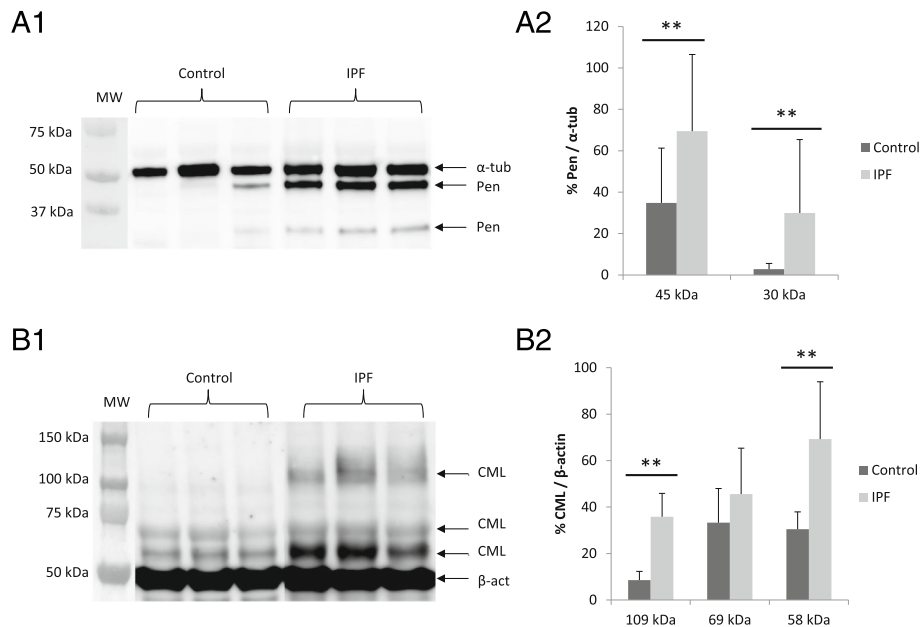 A1
Control
IPF
MW
75 kDa
50 kDa
37 kDa
α-tub
Pen
Pen
A2
% Pen / α-tub
120
100
80
60
40
20
0
**
**
45 kDa
30 kDa
Control
IPF
B1
Control
IPF
MW
150 kDa
100 kDa
75 kDa
50 kDa
CML
CML
CML
β-act
B2
% CML / β-actin
100
80
60
40
20
0
**
**
109 kDa
69 kDa
58 kDa
Control
IPF